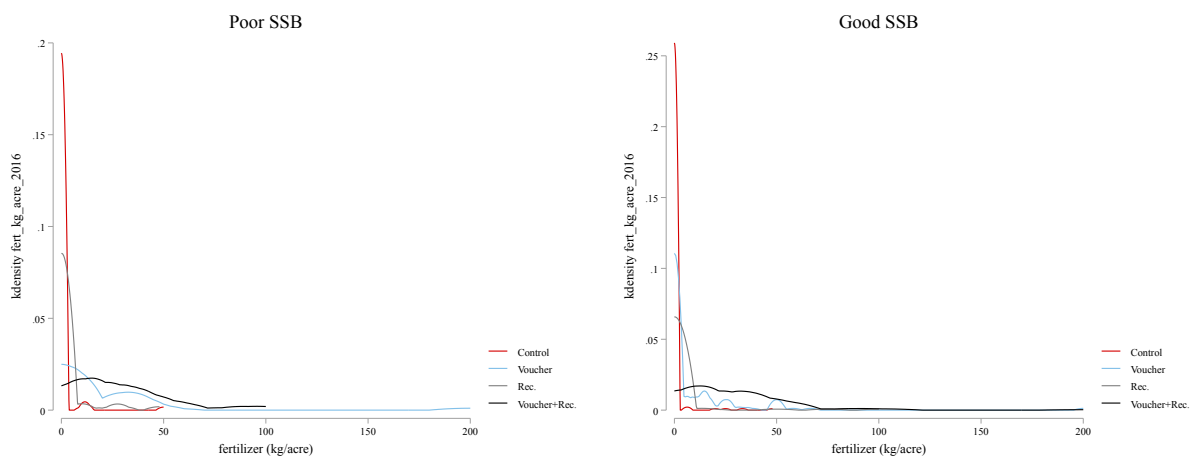 Poor SSB
kdensity fert_kg_acre_2016
.2
.15
.1
.05
0
0 50 100 150 200
fertilizer (kg/acre)
Control
Voucher
Rec.
Voucher+Rec.
Good SSB
kdensity fert_kg_acre_2016
.25
.2
.15
.1
.05
0
0 50 100 150 200
fertilizer (kg/acre)
Control
Voucher
Rec.
Voucher+Rec.